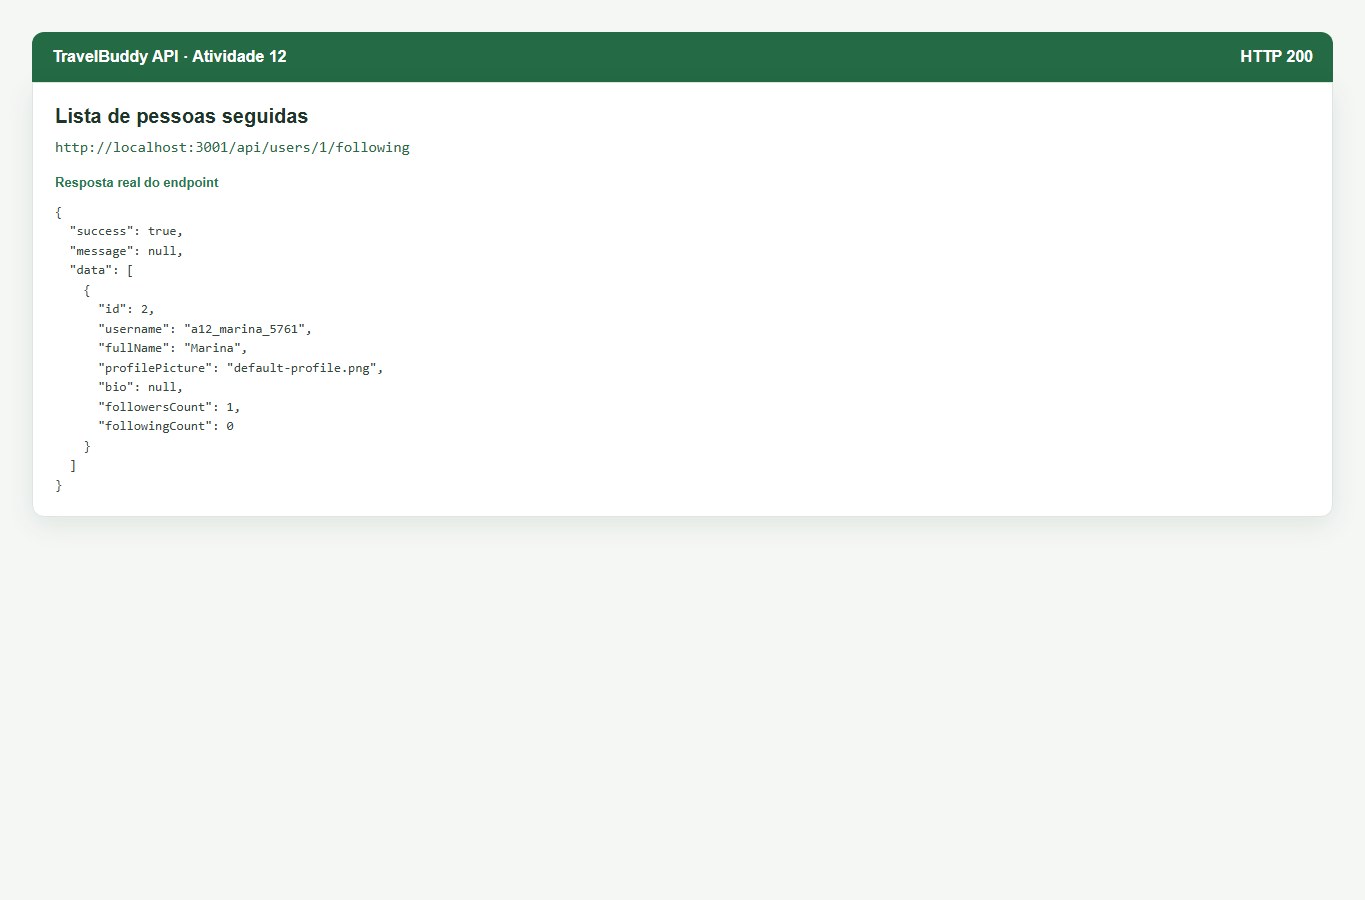 TravelBuddy API · Atividade 12
HTTP 200
Lista de pessoas seguidas
http://localhost:3001/api/users/1/following
Resposta real do endpoint
{
  "success": true,
  "message": null,
  "data": [
    {
      "id": 2,
      "username": "a12_marina_5761",
      "fullName": "Marina",
      "profilePicture": "default-profile.png",
      "bio": null,
      "followersCount": 1,
      "followingCount": 0
    }
  ]
}